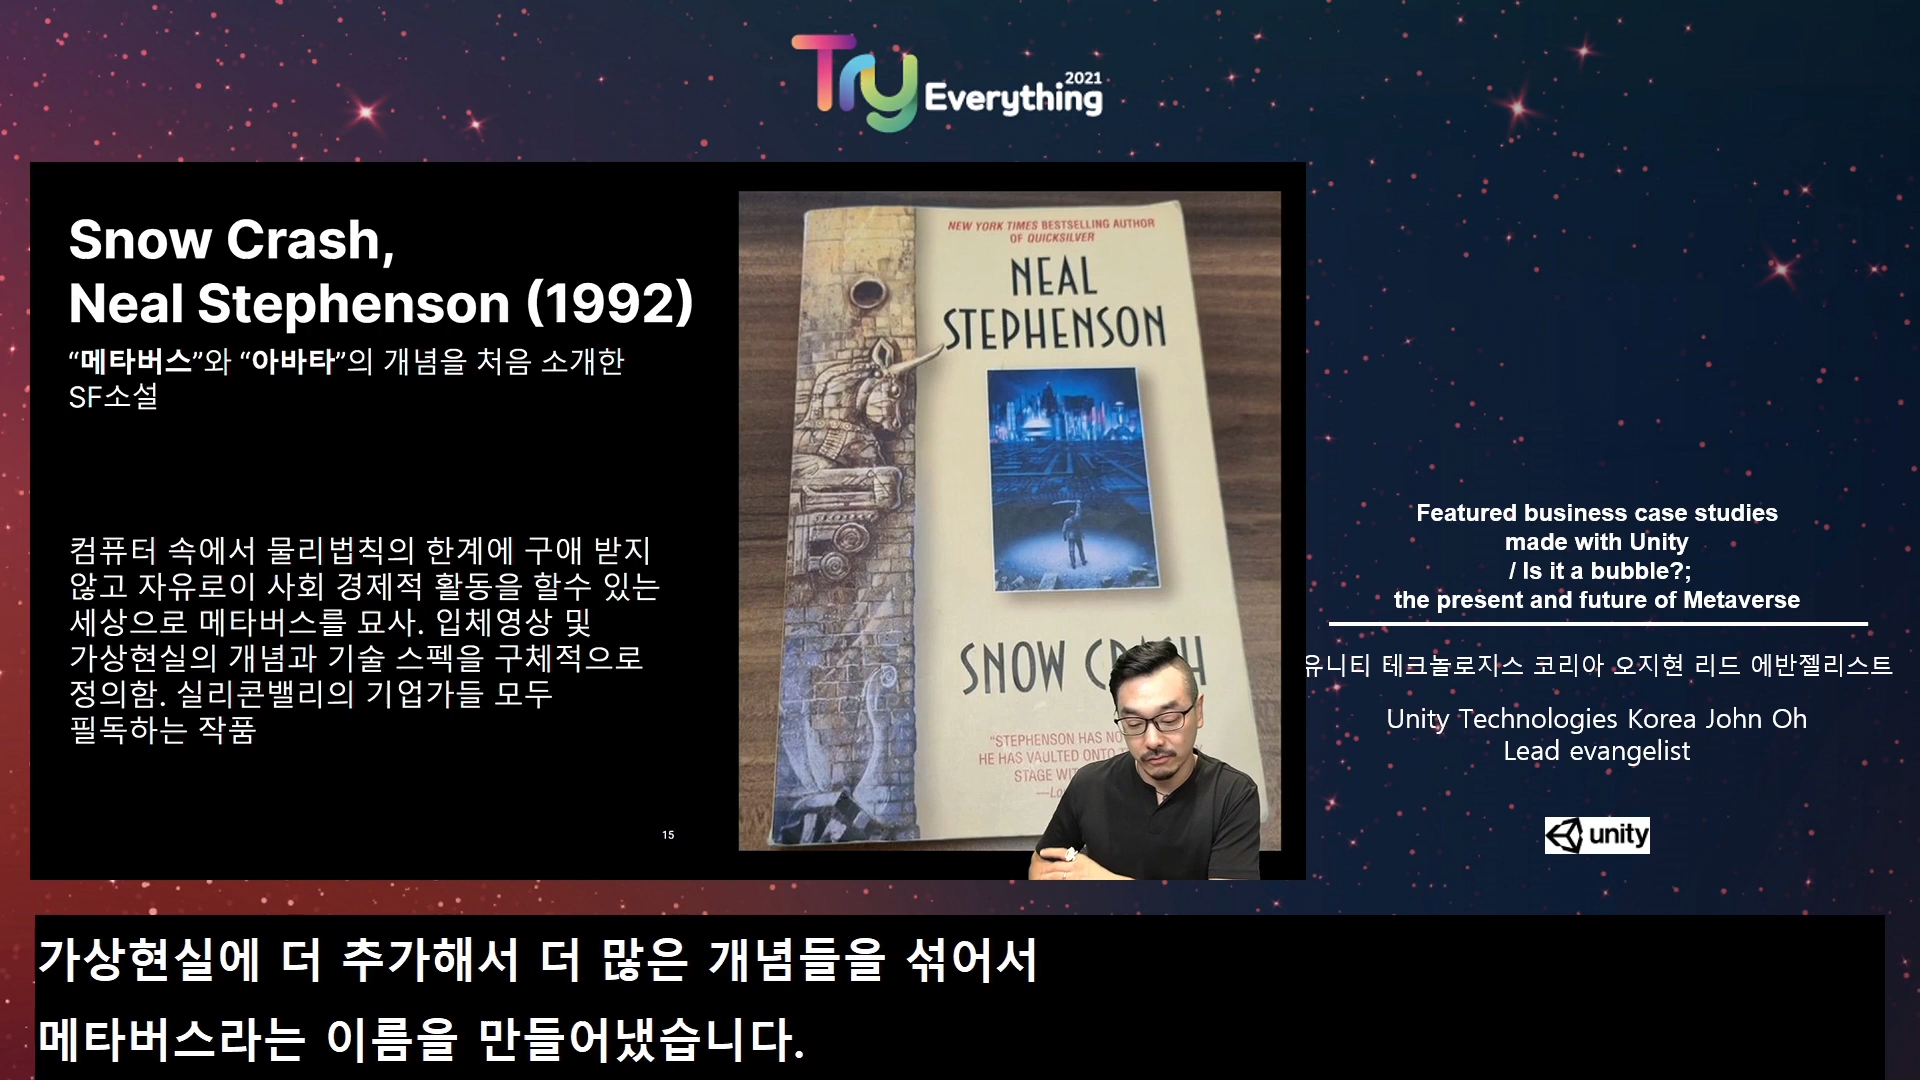 Try Everything 2021
Snow Crash,
Neal Stephenson (1992)
“메타버스”와 “아바타”의 개념을 처음 소개한
SF소설
컴퓨터 속에서 물리법칙의 한계에 구애 받지
않고 자유로이 사회 경제적 활동을 할수 있는
세상으로 메타버스를 묘사. 입체영상 및
가상현실의 개념과 기술 스펙을 구체적으로
정의함. 실리콘밸리의 기업가들 모두
필독하는 작품
15
NEW YORK TIMES BESTSELLING AUTHOR
OF QUICKSILVER
NEAL
STEPHENSON
SNOW CR H
“STEPHENSON HAS NO
HE HAS VAULTED ONTO
STAGE
Featured business case studies
made with Unity
/ Is it a bubble?;
the present and future of Metaverse
유니티 테크놀로지스 코리아 오지현 리드 에반젤리스트
Unity Technologies Korea John Oh
Lead evangelist
unity
가상현실에 더 추가해서 더 많은 개념들을 섞어서
메타버스라는 이름을 만들어냈습니다.